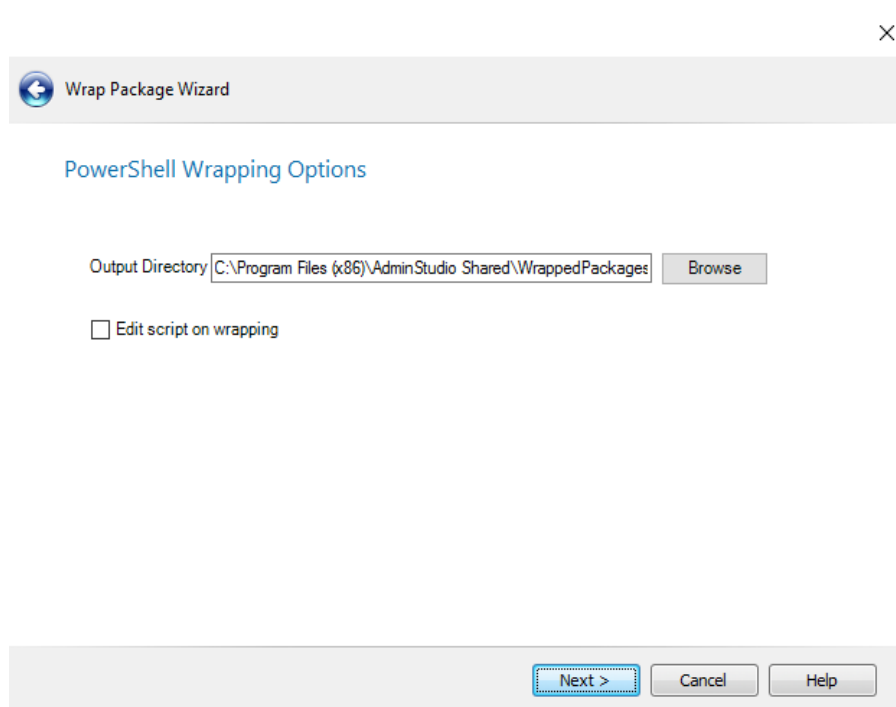 Wrap Package Wizard
PowerShell Wrapping Options
Output Directory C:\Program Files (x86)\AdminStudio Shared\WrappedPackages Browse
Edit script on wrapping
Next > Cancel Help